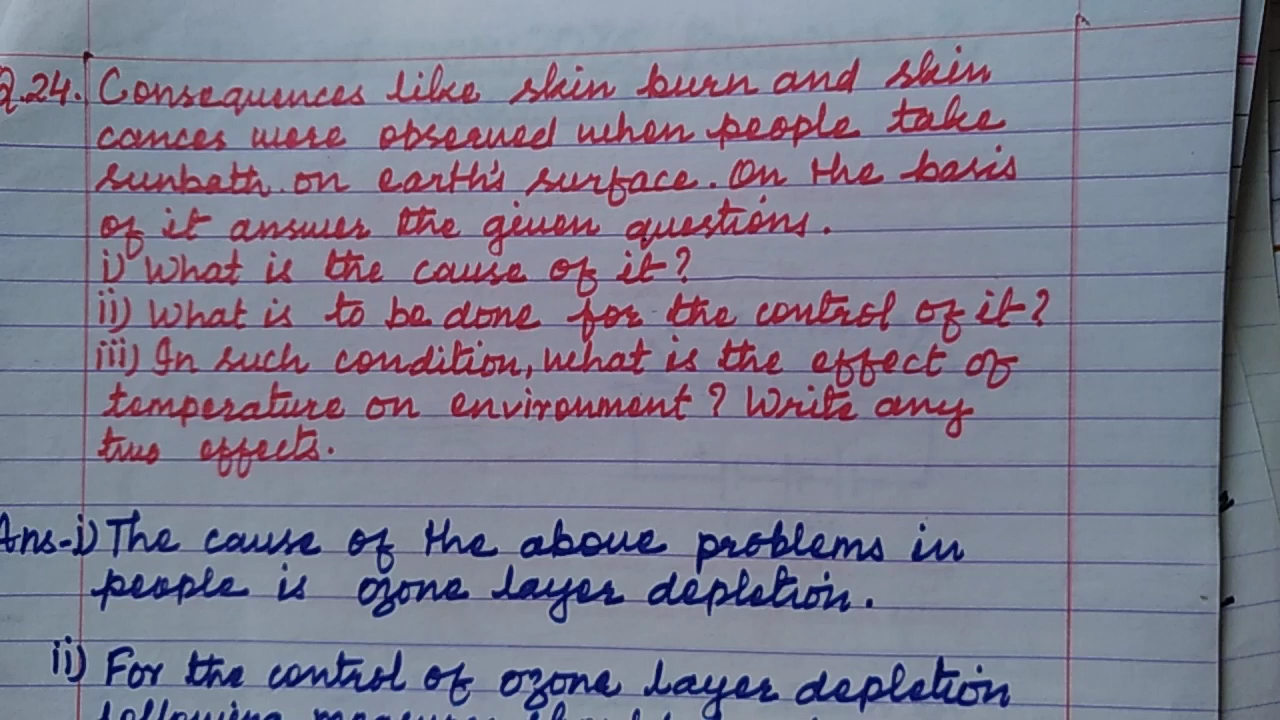 Q.24. Consequences like skin burn and skin
cancer were observed when people take
sunbath on earth's surface. On the basis
of it answer the given questions.
i) What is the cause of it?
ii) What is to be done for the control of it?
iii) In such condition, what is the effect of
temperature on environment? Write any
two effects.
Ans-i) The cause of the above problems in
people is ozone layer depletion.
ii) For the control of ozone layer depletion
following measures should